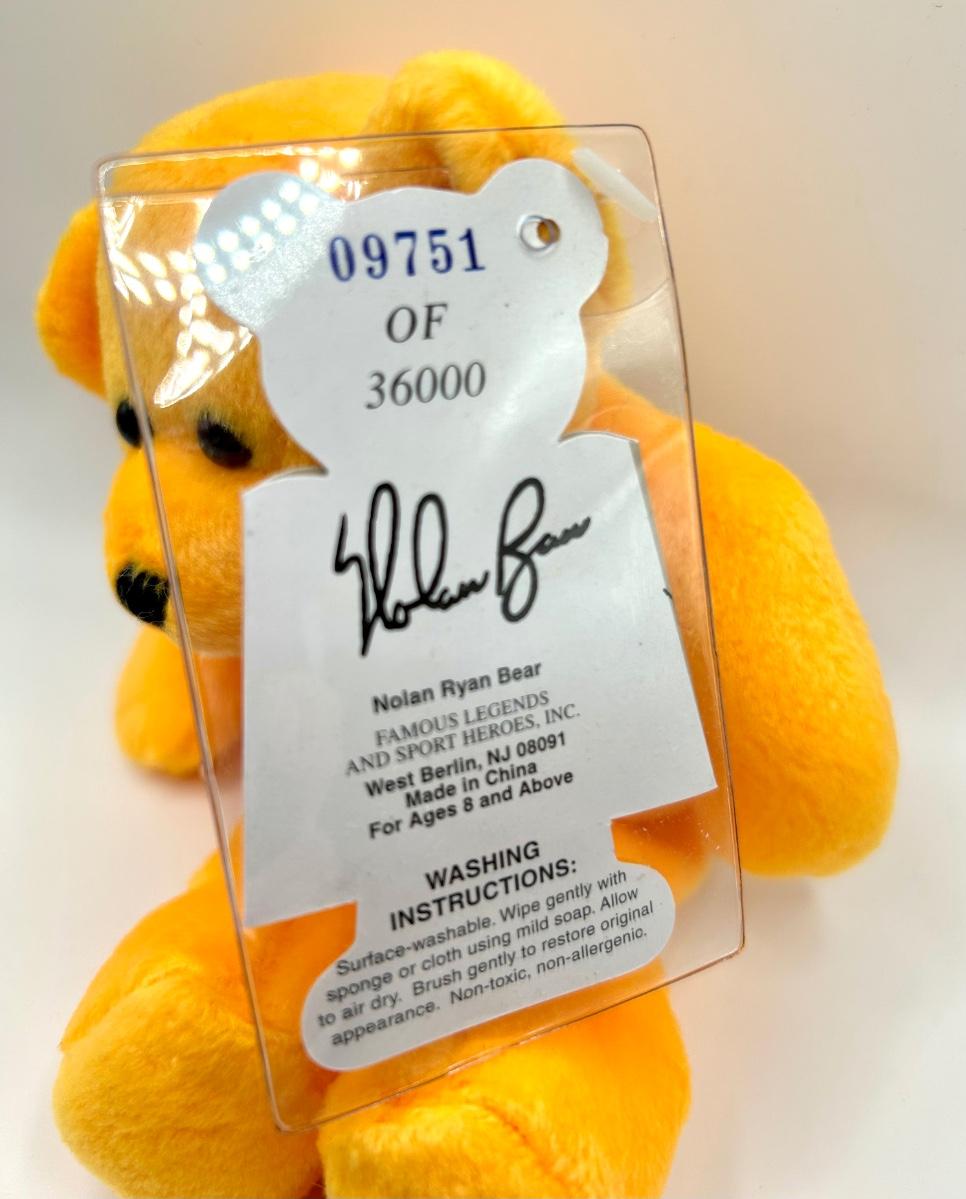 09751
OF
36000
Nolan Ryan
Nolan Ryan Bear
FAMOUS LEGENDS
AND SPORT HEROES, INC.
West Berlin, NJ 08091
Made in China
For Ages 8 and Above
WASHING
INSTRUCTIONS:
Surface-washable. Wipe gently with
sponge or cloth using mild soap. Allow
to air dry. Brush gently to restore original
appearance. Non-toxic, non-allergenic.